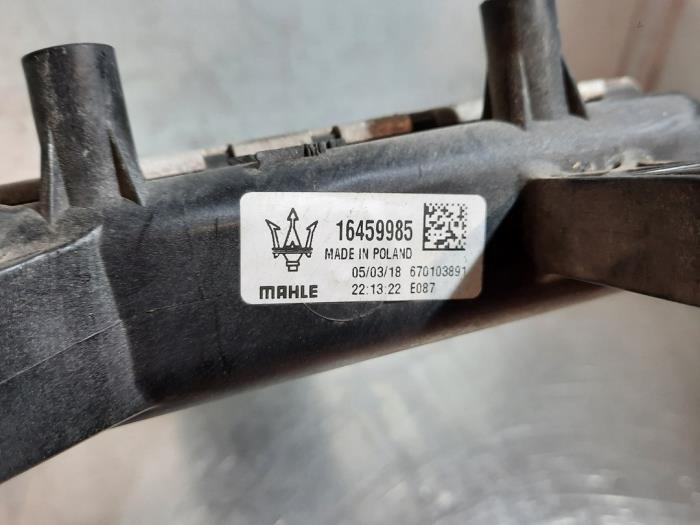 16459985
MADE IN POLAND
05/03/18 670103891
MAHLE 22:13:22 E087